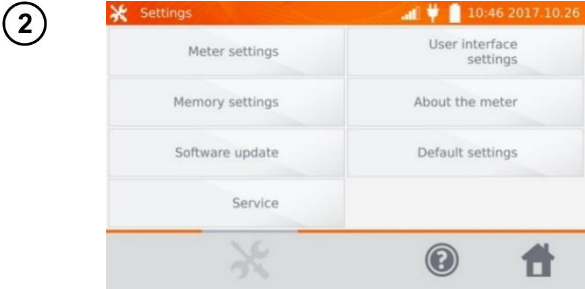 2
Settings
10:46 2017.10.26
Meter settings
User interface
settings
Memory settings
About the meter
Software update
Default settings
Service
?